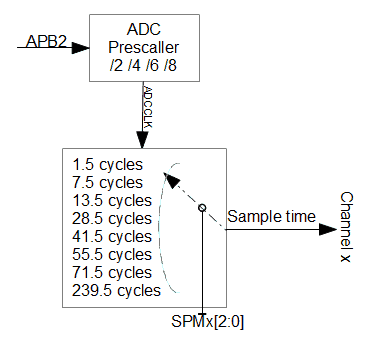 ADC
Prescaller
/2 /4 /6 /8
APB2
ADCCLK
1.5 cycles
7.5 cycles
13.5 cycles
28.5 cycles
41.5 cycles
55.5 cycles
71.5 cycles
239.5 cycles
Sample time
Channel x
SPMx[2:0]